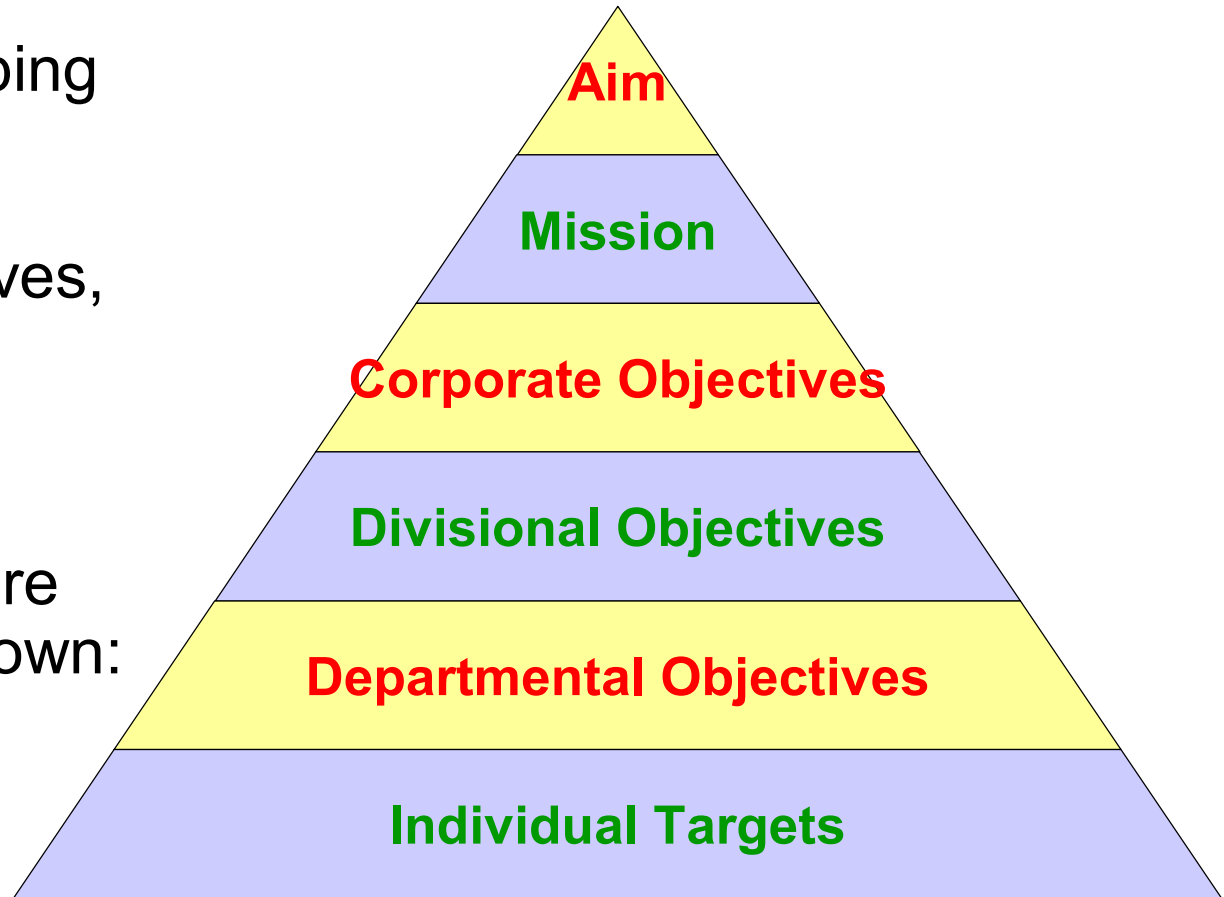 ping
ves,
re
own:
Aim
Mission
Corporate Objectives
Divisional Objectives
Departmental Objectives
Individual Targets